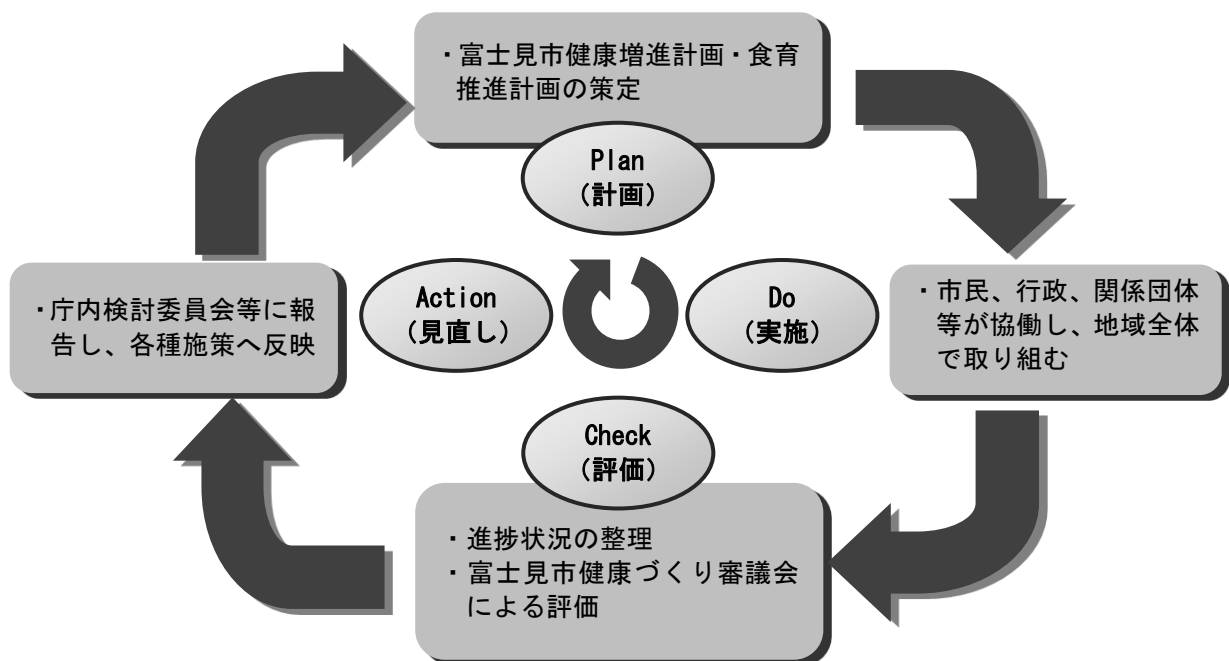 ・富士見市健康増進計画・食育
推進計画の策定
Plan
（計画）
・市民、行政、関係団体
等が協働し、地域全体
で取り組む
Do
（実施）
Check
（評価）
・進捗状況の整理
・富士見市健康づくり審議会
による評価
Action
（見直し）
・庁内検討委員会等に報
告し、各種施策へ反映